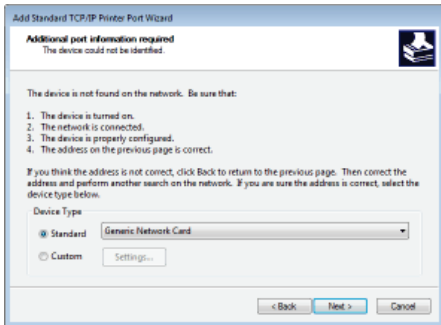 Add Standard TCP/IP Printer Port Wizard
Additional port information required
The device could not be identified.
The device is not found on the network. Be sure that:
1. The device is turned on.
2. The network is connected.
3. The device is properly configured.
4. The address on the previous page is correct.
If you think the address is not correct, click Back to return to the previous page. Then correct the
address and perform another search on the network. If you are sure the address is correct, select the
device type below.
Device Type
Standard
Generic Network Card
Custom
Settings...
< Back
Next >
Cancel